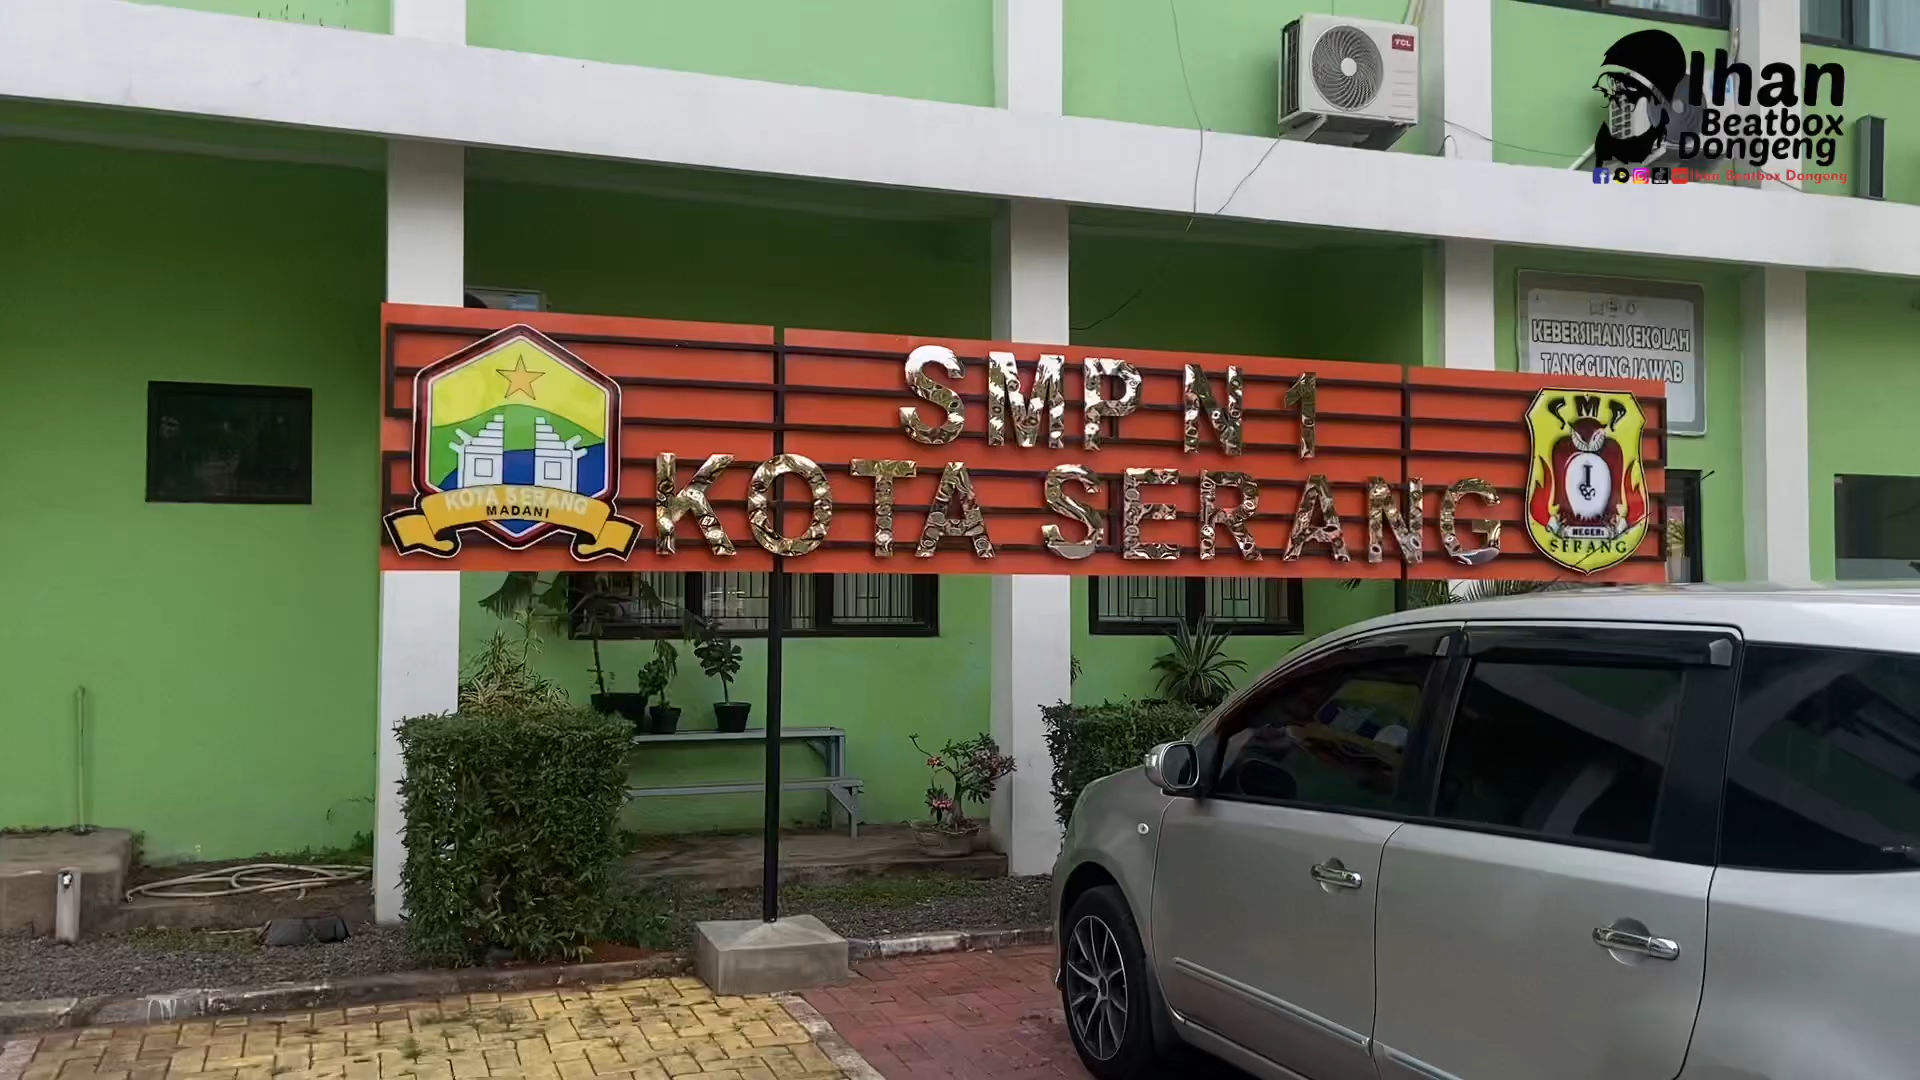 TCL
Ihan
Beatbox
Dongeng
Ihan Beatbox Dongeng
KEBERSIHAN SEKOLAH
TANGGUNG JAWAB
SMP N 1
KOTA SERANG
KOTA SERANG
MADANI
SMP
1
NEGERI
SERANG